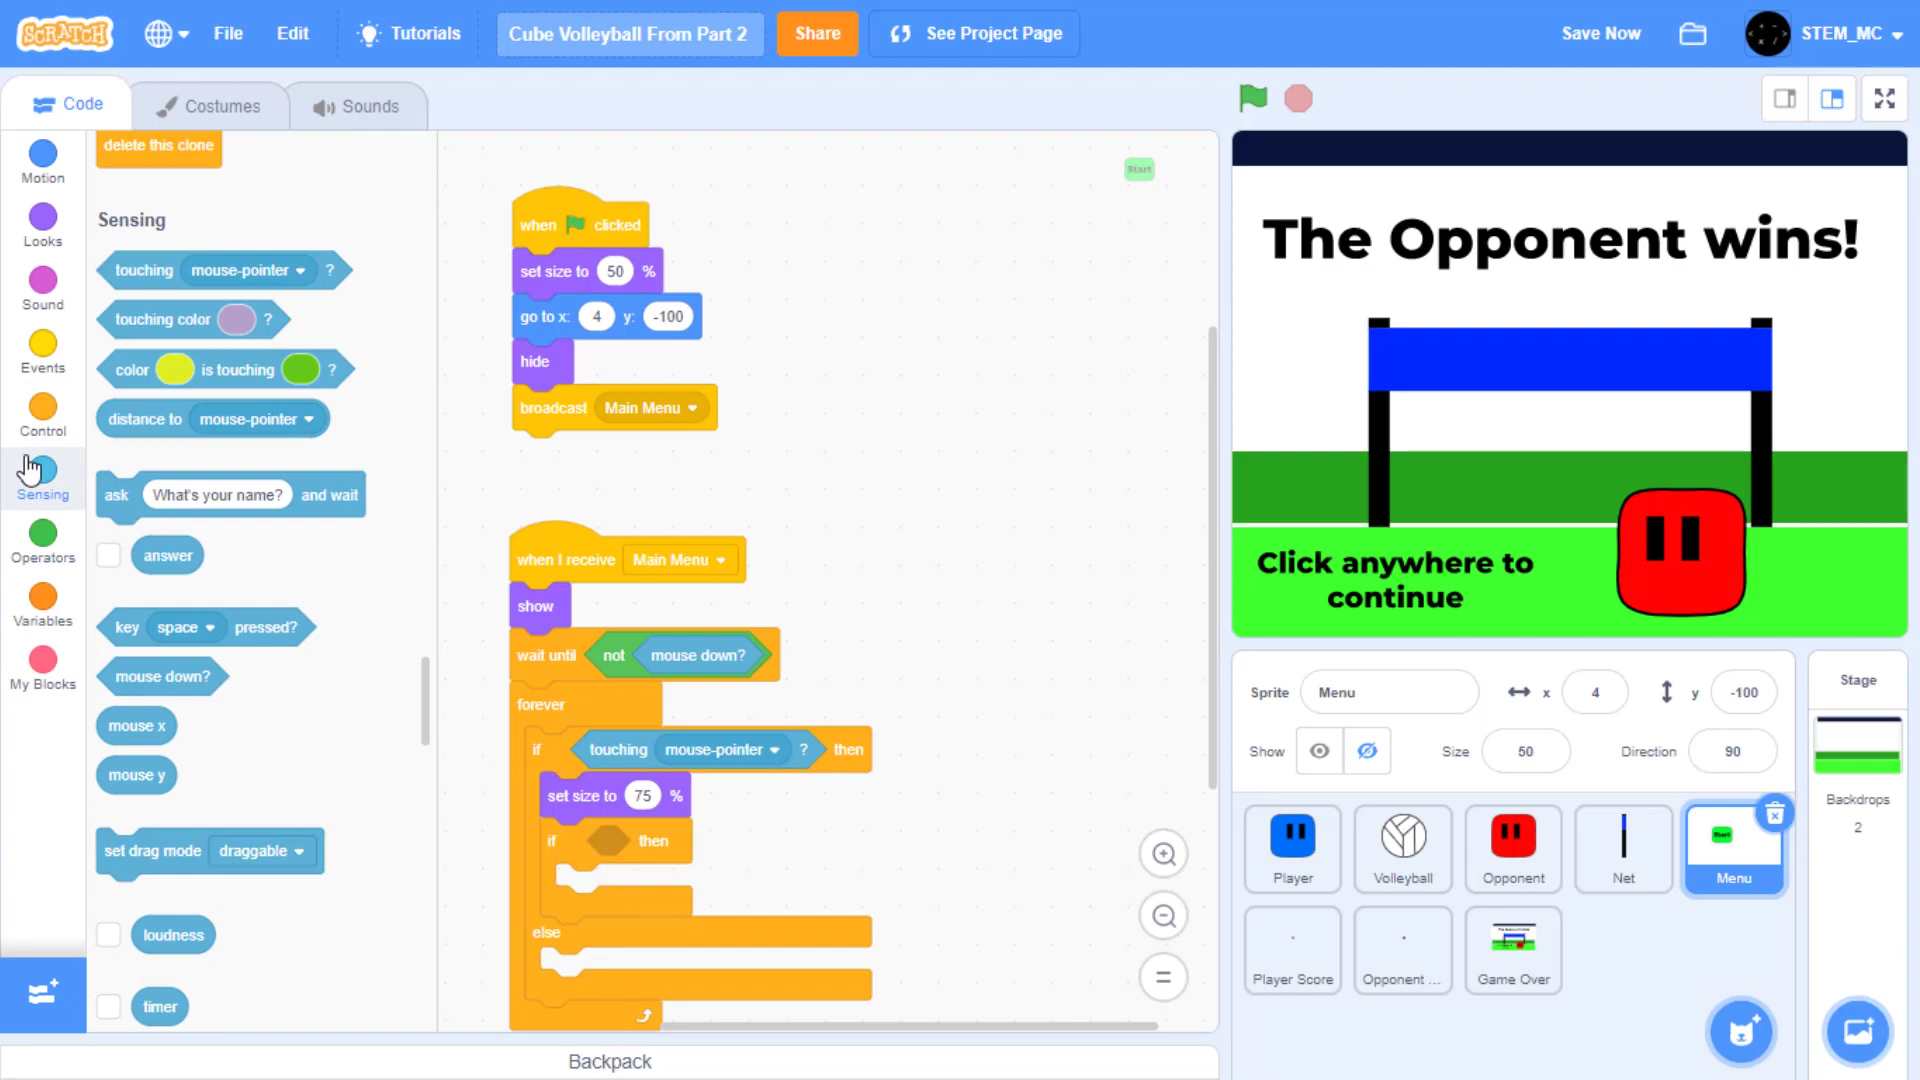 SCRATCH
File
Edit
Tutorials
Cube Volleyball From Part 2
Share
See Project Page
Save Now
STEM_MC
Code
Costumes
Sounds
Motion
Looks
Sound
Events
Control
Sensing
Operators
Variables
My Blocks
delete this clone
Sensing
touching mouse-pointer ?
touching color ?
color is touching ?
distance to mouse-pointer
ask What's your name? and wait
answer
key space pressed?
mouse down?
mouse x
mouse y
set drag mode draggable
loudness
timer
Start
when clicked
set size to 50 %
go to x: 4 y: -100
hide
broadcast Main Menu
when I receive Main Menu
show
wait until not mouse down?
forever
if touching mouse-pointer ? then
set size to 75 %
if then
else
Backpack
The Opponent wins!
Click anywhere to
continue
Sprite Menu x 4 y -100
Show Size 50 Direction 90
Player
Volleyball
Opponent
Net
Start
Menu
Player Score
Opponent ...
Game Over
Stage
Backdrops
2